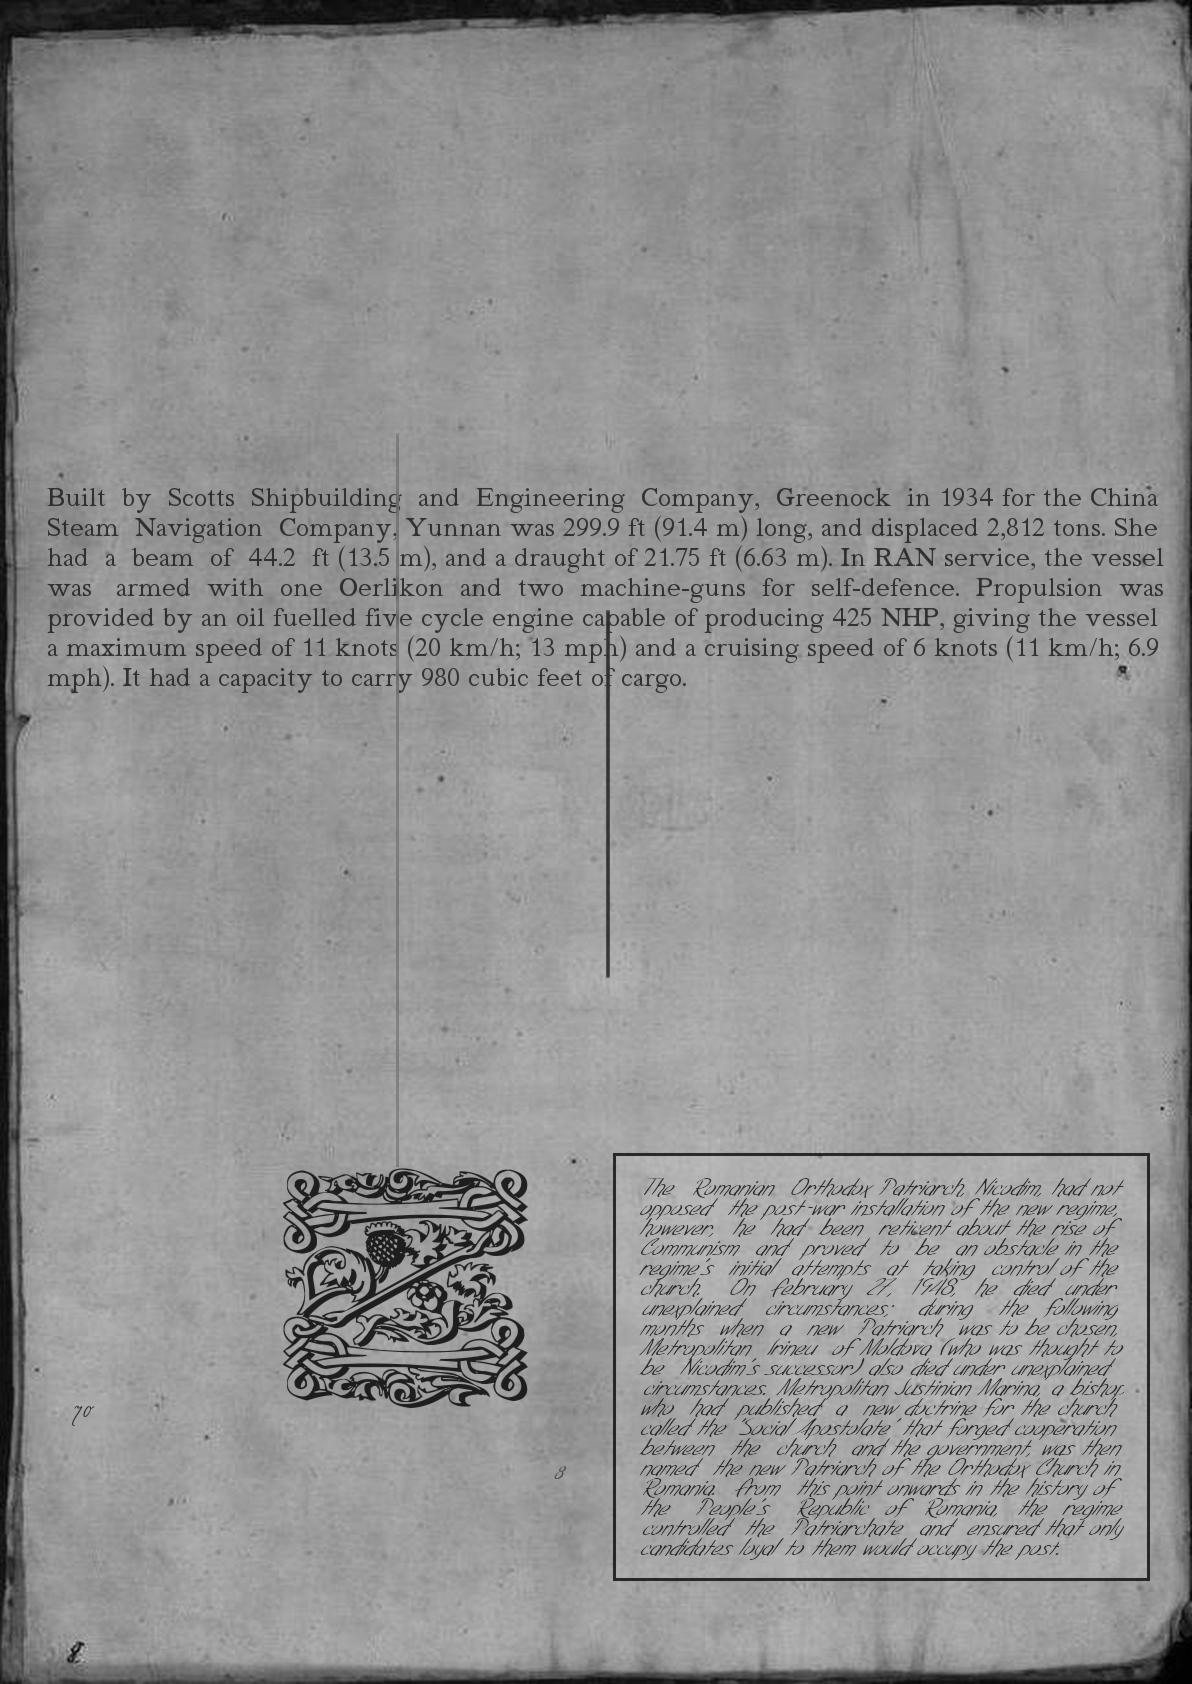 Built by Scotts Shipbuilding and Engineering Company, Greenock in 1934 for the China
Steam Navigation Company, Yunnan was 299.9 ft (91.4 m) long, and displaced 2,812 tons. She
had a beam of 44.2 ft (13.5 m), and a draught of 21.75 ft (6.63 m). In RAN service, the vessel
was armed with one Oerlikon and two machine-guns for self-defence. Propulsion was
provided by an oil fuelled five cycle engine capable of producing 425 NHP, giving the vessel
a maximum speed of 11 knots (20 km/h; 13 mph) and a cruising speed of 6 knots (11 km/h; 6.9
mph). It had a capacity to carry 980 cubic feet of cargo.
The Romanian Orthodox Patriarch, Nicodim, had not
opposed the post-war installation of the new regime,
however, he had been reticent about the rise of
Communism and proved to be an obstacle in the
regime's initial attempts at taking control of the
church. On February 27, 1948, he died under
unexplained circumstances; during the following
months when a new Patriarch was to be chosen,
Metropolitan Irineu of Moldova (who was thought to
be Nicodim's successor) also died under unexplained
circumstances. Metropolitan Justinian Marina, a bishop
who had published a new doctrine for the church
called the "Social Apostolate" that forged cooperation
between the church and the government, was then
named the new Patriarch of the Orthodox Church in
Romania. From this point onwards in the history of
the People's Republic of Romania, the regime
controlled the Patriarchate and ensured that only
candidates loyal to them would occupy the post.
70
8
8